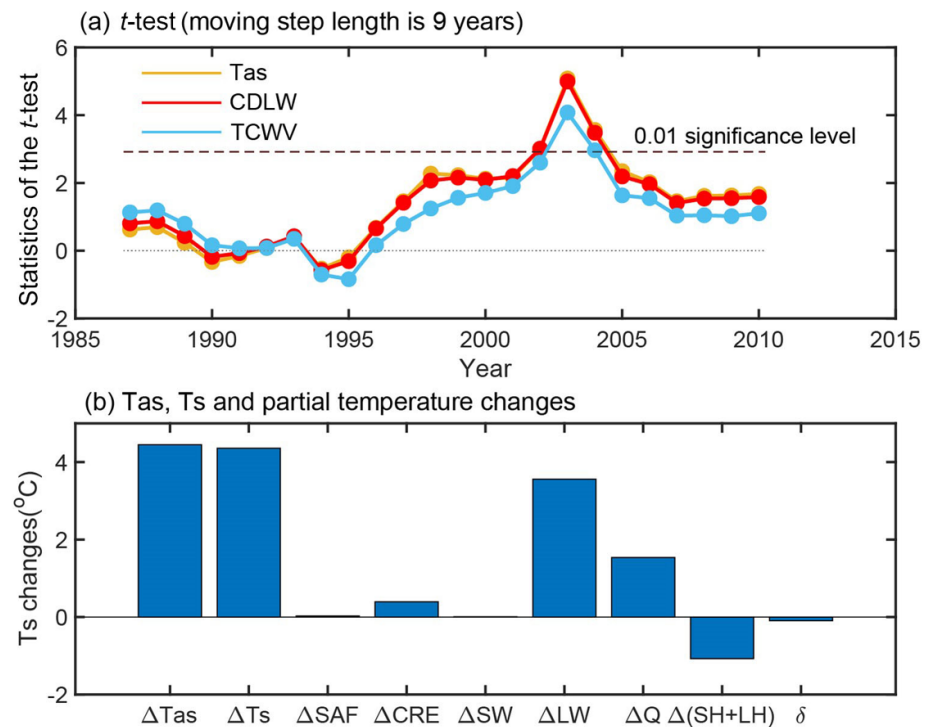 (a) t-test (moving step length is 9 years)
6
4
2
0
-2
Statistics of the t-test
Tas
CDLW
TCWV
0.01 significance level
1985 1990 1995 2000 2005 2010 2015
Year
(b) Tas, Ts and partial temperature changes
4
2
0
-2
Ts changes(°C)
ΔTas ΔTs ΔSAF ΔCRE ΔSW ΔLW ΔQ Δ(SH+LH) δ